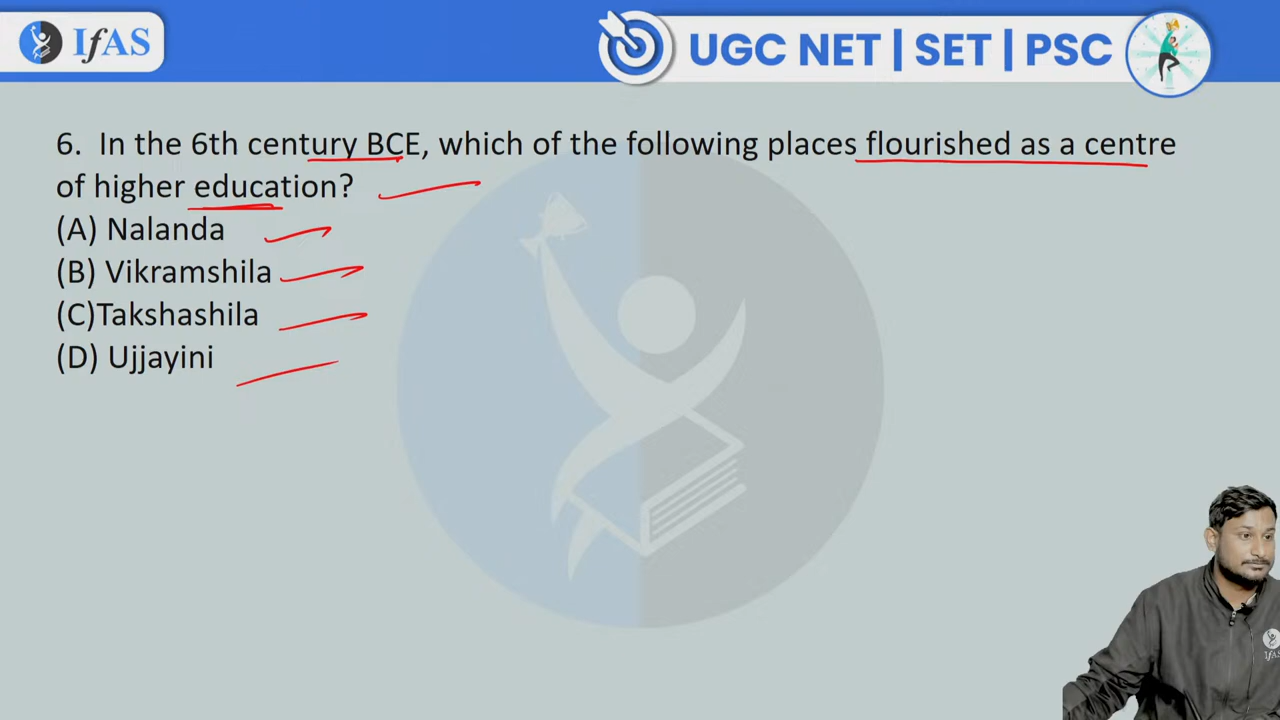 IfAS
UGC NET | SET | PSC
6. In the 6th century BCE, which of the following places flourished as a centre
of higher education?
(A) Nalanda
(B) Vikramshila
(C)Takshashila
(D) Ujjayini
IfAS